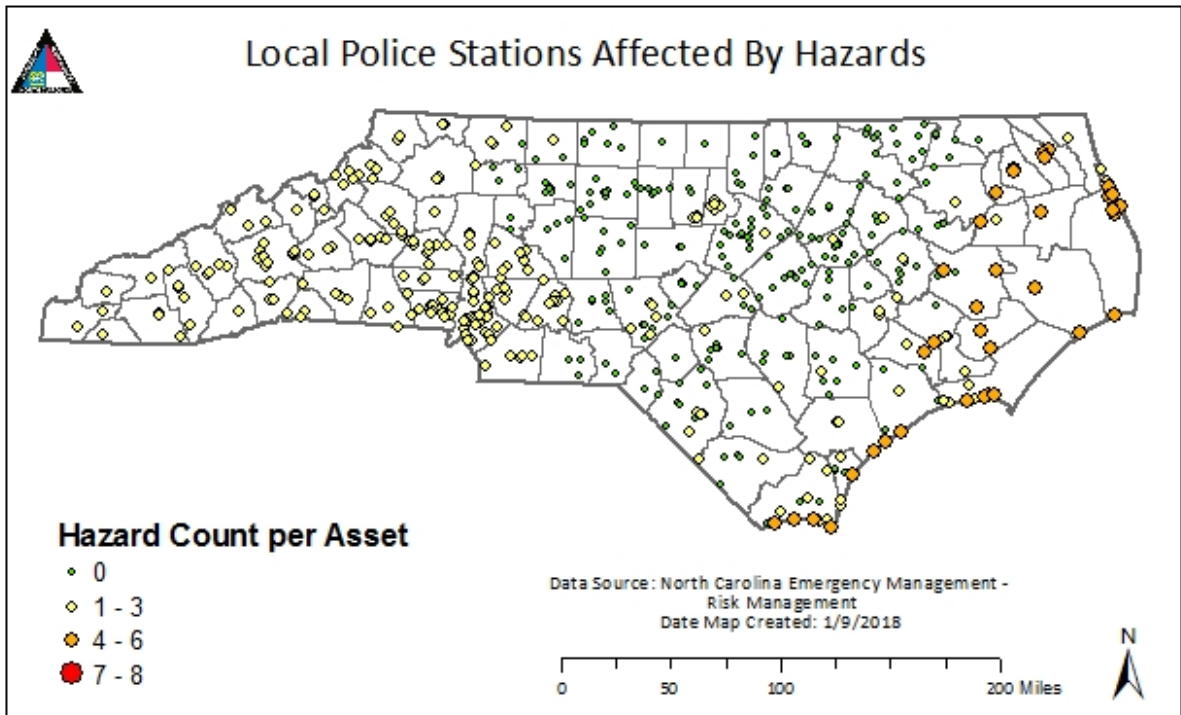 Local Police Stations Affected By Hazards
Hazard Count per Asset
0
1 - 3
4 - 6
7 - 8
Data Source: North Carolina Emergency Management -
Risk Management
Date Map Created: 1/9/2018
N
0 50 100 200 Miles